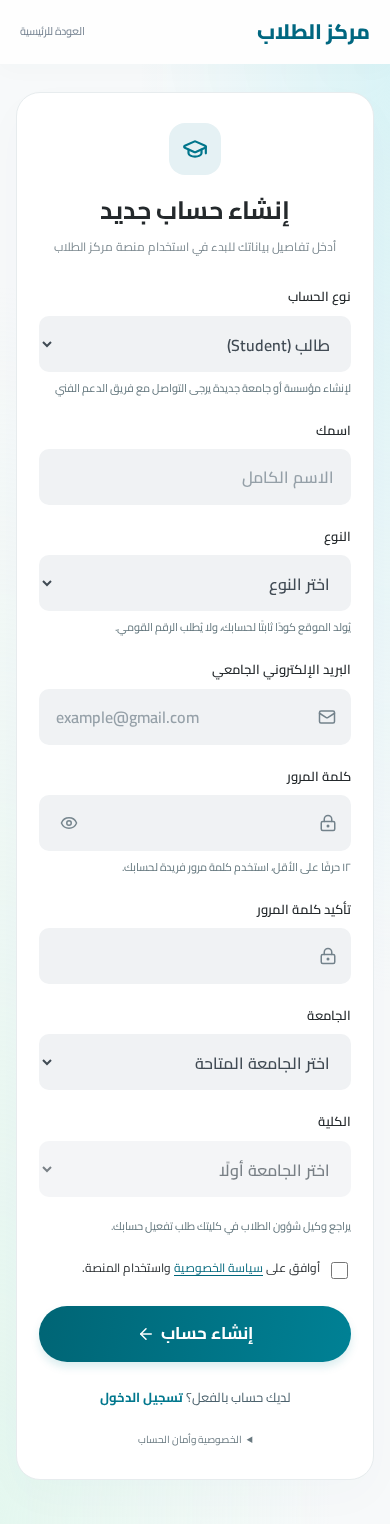 مركز الطلاب
العودة للرئيسية
إنشاء حساب جديد
أدخل تفاصيل بياناتك للبدء في استخدام منصة مركز الطلاب
نوع الحساب
طالب (Student)
لإنشاء مؤسسة أو جامعة جديدة يرجى التواصل مع فريق الدعم الفني
اسمك
الاسم الكامل
النوع
اختر النوع
يُولد الموقع كودًا ثابتًا لحسابك، ولا يُطلب الرقم القومي.
البريد الإلكتروني الجامعي
example@gmail.com
كلمة المرور
١٢ حرفًا على الأقل، استخدم كلمة مرور فريدة لحسابك.
تأكيد كلمة المرور
الجامعة
اختر الجامعة المتاحة
الكلية
اختر الجامعة أولًا
يراجع وكيل شؤون الطلاب في كليتك طلب تفعيل حسابك.
أوافق على سياسة الخصوصية واستخدام المنصة.
إنشاء حساب ←
لديك حساب بالفعل؟ تسجيل الدخول
◄ الخصوصية وأمان الحساب